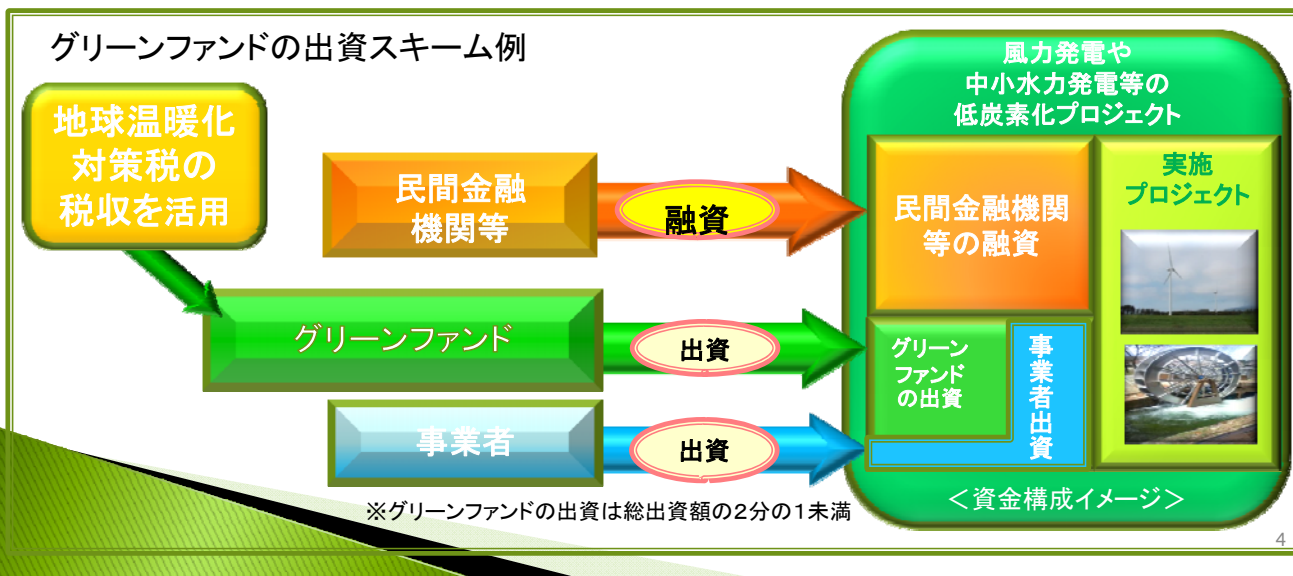 グリーンファンドの出資スキーム例
地球温暖化
対策税の
税収を活用
民間金融
機関等
融資
グリーンファンド
出資
事業者
出資
※グリーンファンドの出資は総出資額の2分の1未満
風力発電や
中小水力発電等の
低炭素化プロジェクト
民間金融機関
等の融資
グリーン
ファンド
の出資
事業者出資
実施
プロジェクト
＜資金構成イメージ＞
4